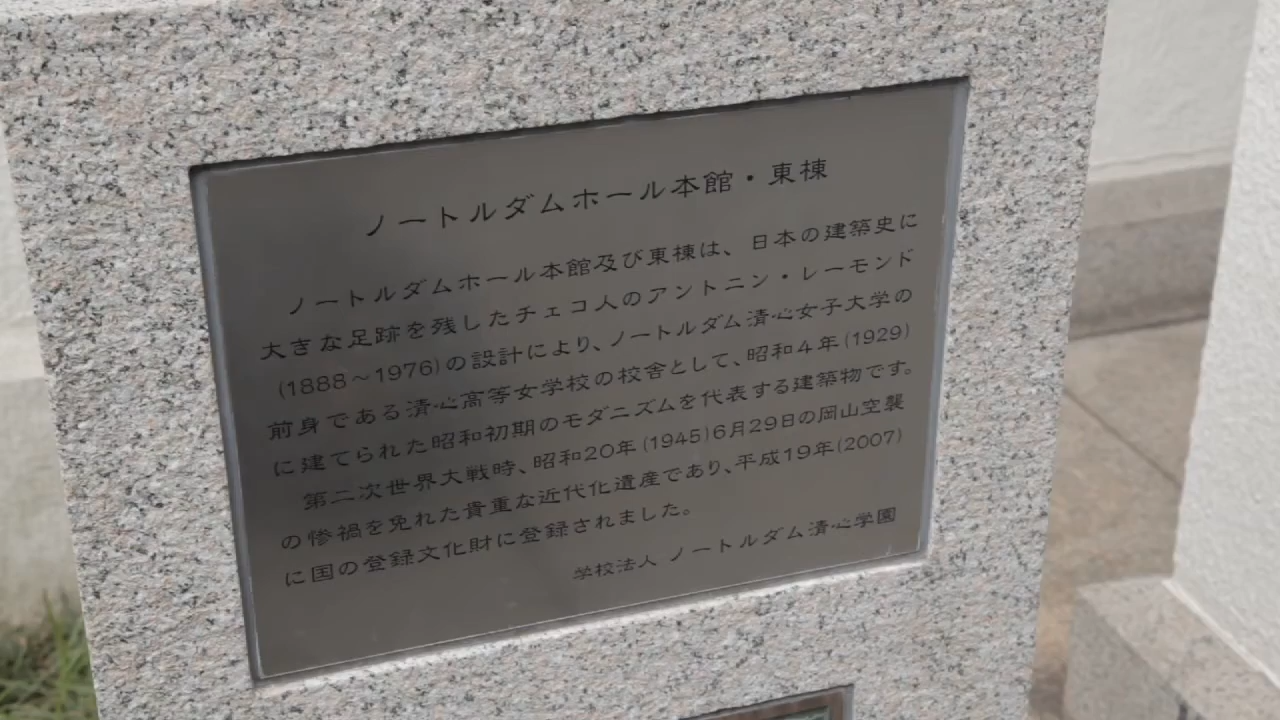 ノートルダムホール本館・東棟
ノートルダムホール本館及び東棟は、日本の建築史に
大きな足跡を残したチェコ人のアントニン・レーモンド
(1888～1976)の設計により、ノートルダム清心女子大学の
前身である清心高等女学校の校舎として、昭和4年(1929)
に建てられた昭和初期のモダニズムを代表する建築物です。
第二次世界大戦時、昭和20年(1945)6月29日の岡山空襲
の惨禍を免れた貴重な近代化遺産であり、平成19年(2007)
に国の登録文化財に登録されました。
学校法人 ノートルダム清心学園